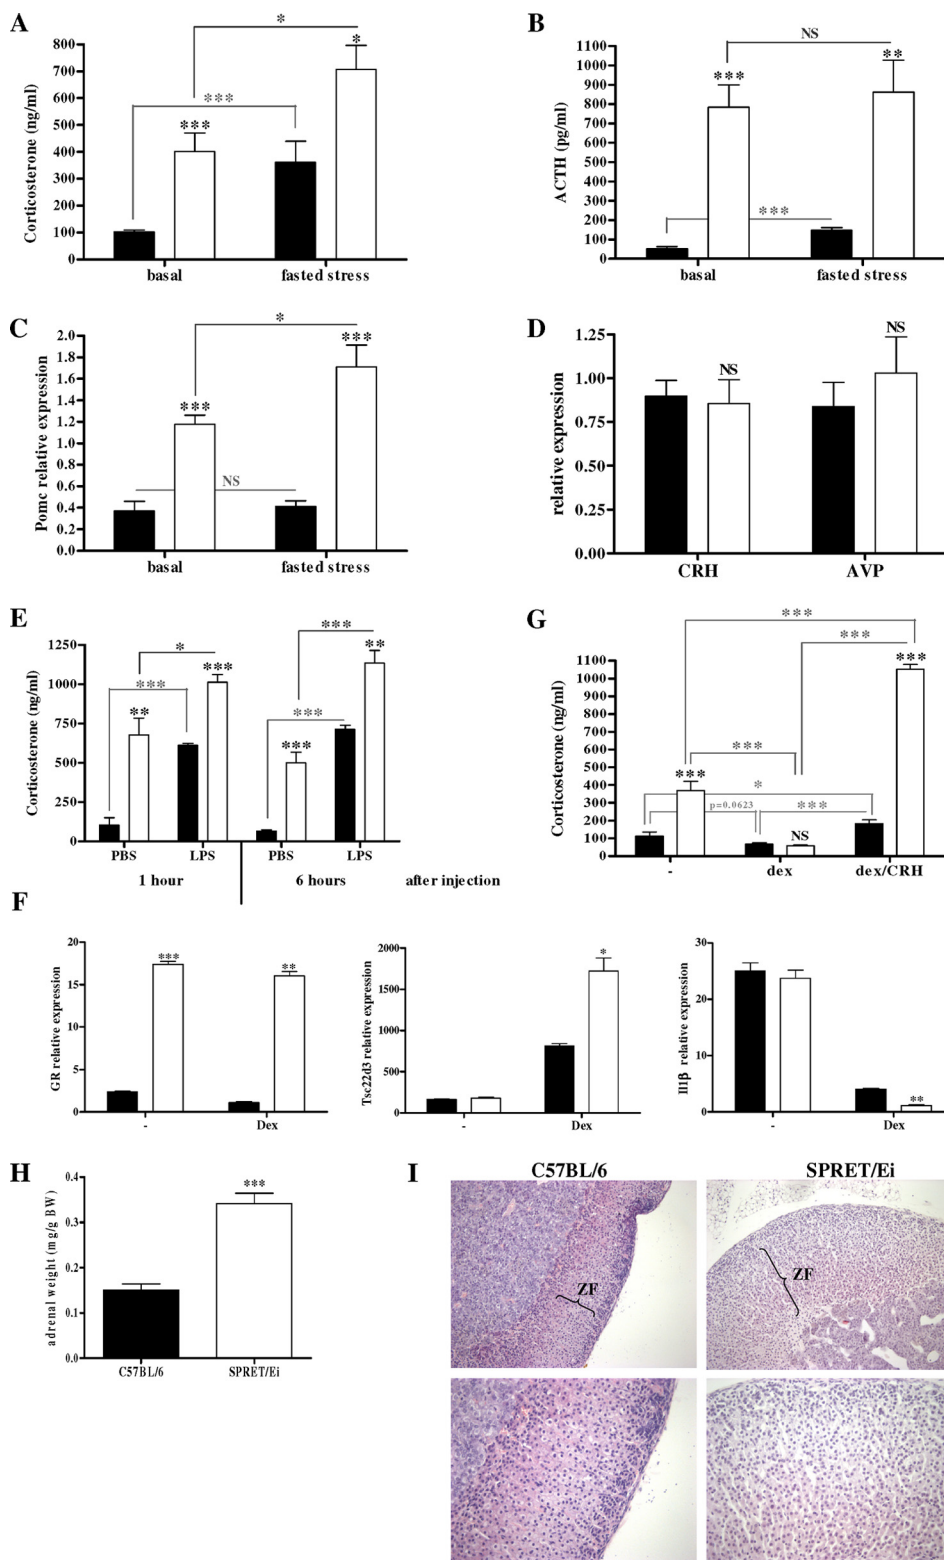 A
Corticosterone (ng/ml)
800
700
600
500
400
300
200
100
0
*
***
***
*
basal
fasted stress
B
ACTH (pg/ml)
1100
1000
900
800
700
600
500
400
300
200
100
0
NS
***
**
***
basal
fasted stress
C
Pomc relative expression
2.0
1.8
1.6
1.4
1.2
1.0
0.8
0.6
0.4
0.2
0.0
*
***
***
NS
basal
fasted stress
D
relative expression
1.25
1.00
0.75
0.50
0.25
0.00
NS
NS
CRH
AVP
E
Corticosterone (ng/ml)
1250
1000
750
500
250
0
*
***
***
**
***
**
***
***
PBS
LPS
PBS
LPS
1 hour
6 hours
after injection
G
Corticosterone (ng/ml)
1100
1000
900
800
700
600
500
400
300
200
100
0
***
***
***
***
***
*
p=0.0623
***
NS
-
dex
dex/CRH
F
GR relative expression
20
15
10
5
0
***
**
-
Dex
Tsc22d3 relative expression
2000
1500
1000
500
0
*
-
Dex
Il1β relative expression
30
20
10
0
**
-
Dex
H
adrenal weight (mg/g BW)
0.4
0.3
0.2
0.1
0.0
***
C57BL/6
SPRET/Ei
I
C57BL/6
SPRET/Ei
ZF
ZF